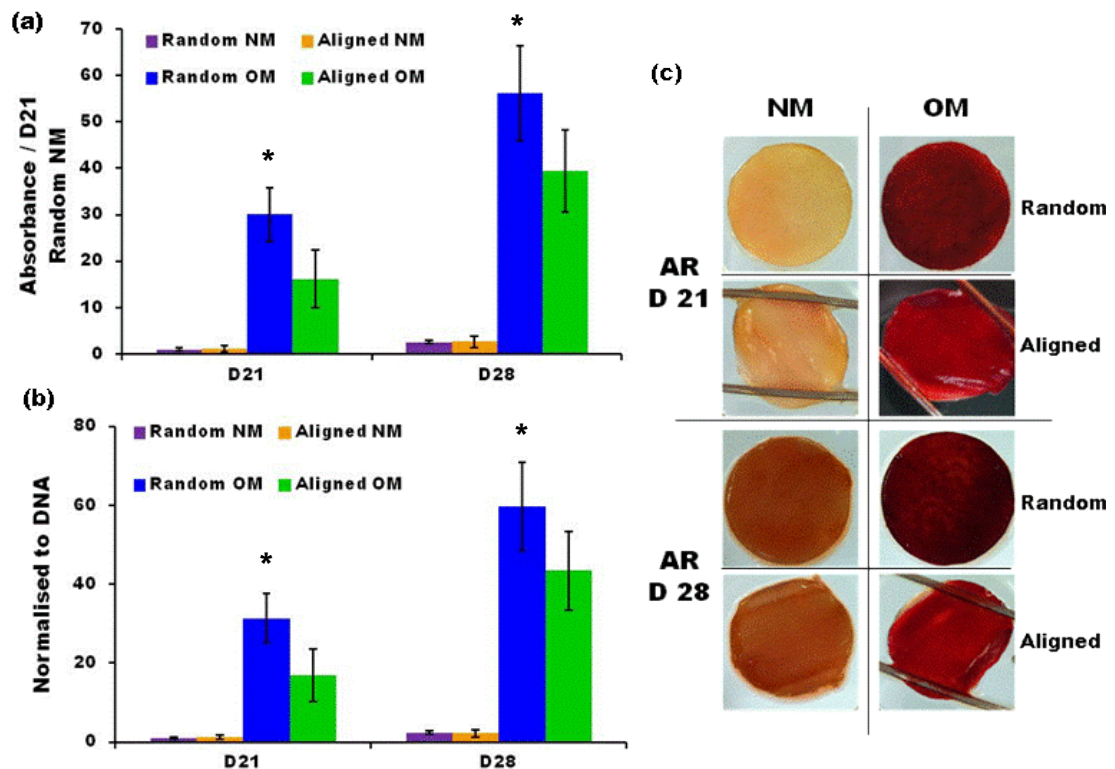 (a)
Absorbance / D21
Random NM
70
60
50
40
30
20
10
0
Random NM
Aligned NM
Random OM
Aligned OM
*
*
D21
D28
(b)
Normalised to DNA
80
60
40
20
0
Random NM
Aligned NM
Random OM
Aligned OM
*
*
D21
D28
(c)
NM
OM
AR
D 21
Random
Aligned
AR
D 28
Random
Aligned